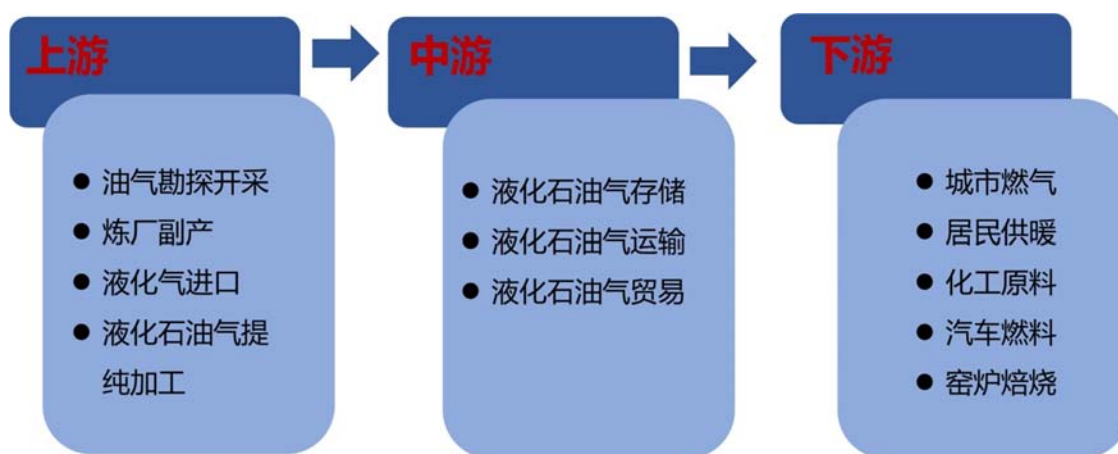 上游
油气勘探开采
炼厂副产
液化气进口
液化石油气提
纯加工
中游
液化石油气存储
液化石油气运输
液化石油气贸易
下游
城市燃气
居民供暖
化工原料
汽车燃料
窑炉焙烧